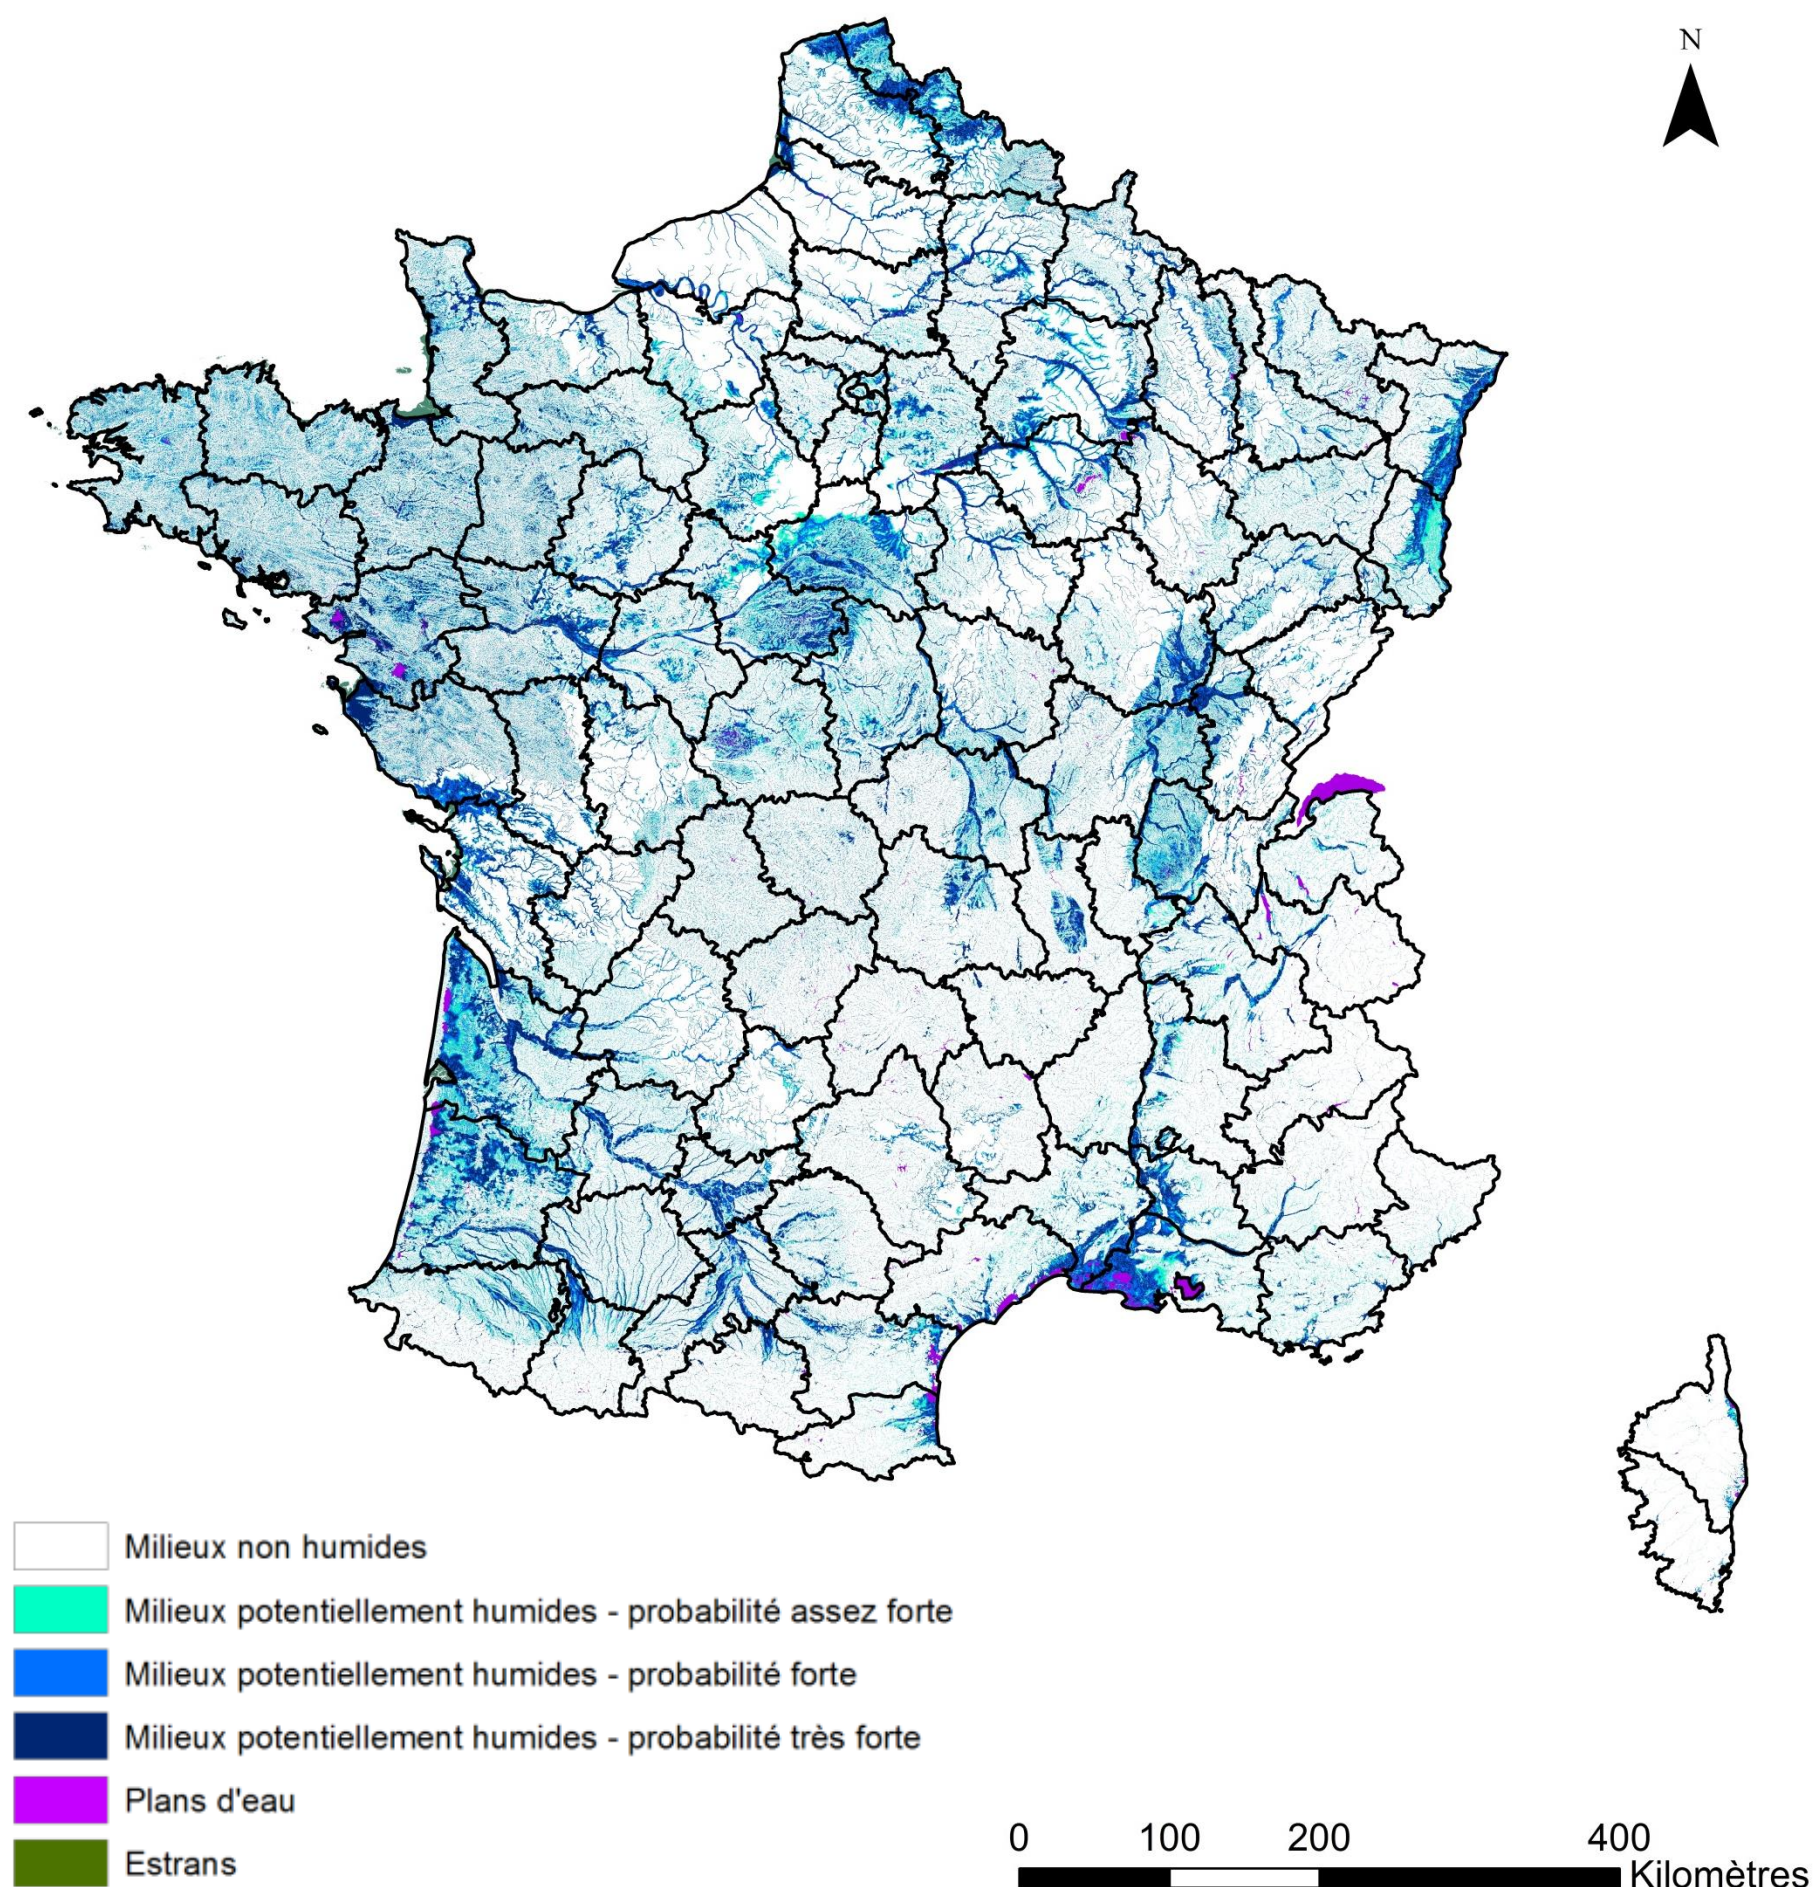 N
Milieux non humides
Milieux potentiellement humides - probabilité assez forte
Milieux potentiellement humides - probabilité forte
Milieux potentiellement humides - probabilité très forte
Plans d'eau
Estrans
0 100 200 400
Kilomètres